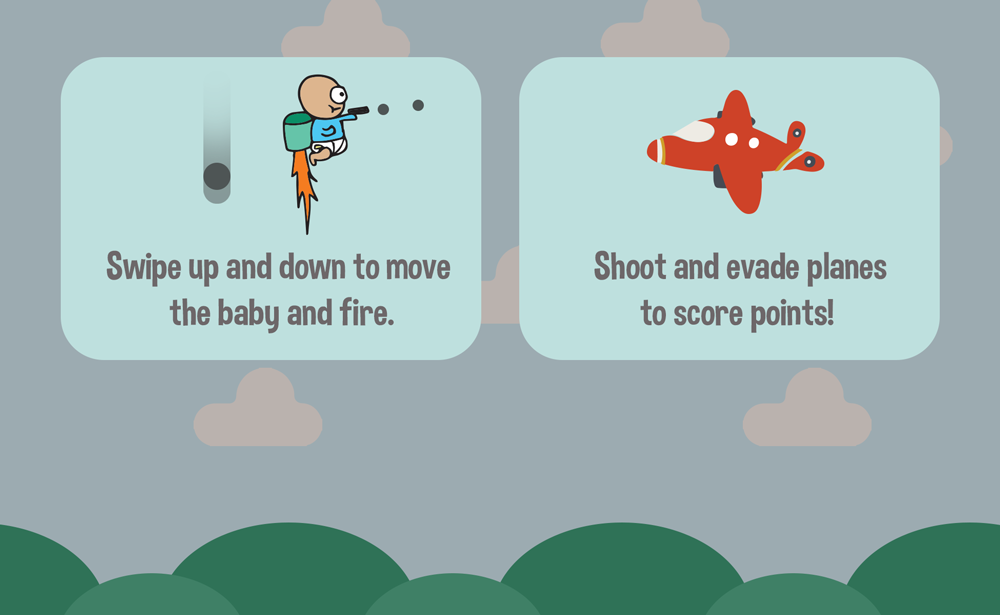 Swipe up and down to move
the baby and fire.
Shoot and evade planes
to score points!